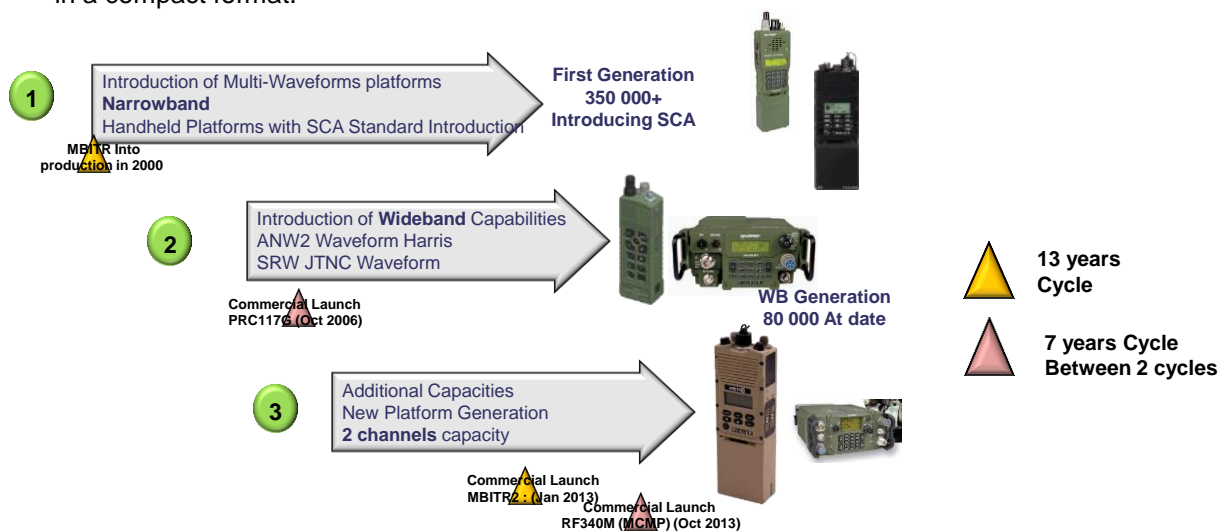 in a compact format.
1
Introduction of Multi-Waveforms platforms
Narrowband
Handheld Platforms with SCA Standard Introduction
First Generation
350 000+
Introducing SCA
MBITR Into
production in 2000
2
Introduction of Wideband Capabilities
ANW2 Waveform Harris
SRW JTNC Waveform
Commercial Launch
PRC117G (Oct 2006)
WB Generation
80 000 At date
13 years
Cycle
7 years Cycle
Between 2 cycles
3
Additional Capacities
New Platform Generation
2 channels capacity
Commercial Launch
MBITR2 : (Jan 2013)
Commercial Launch
RF340M (MCMP) (Oct 2013)